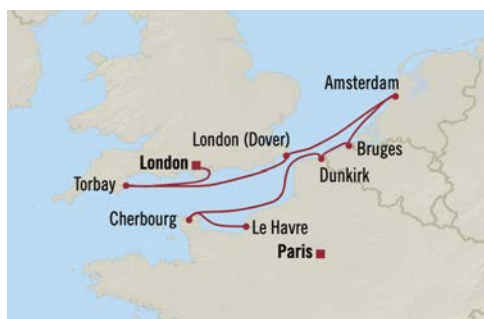 Amsterdam
London (Dover)
Bruges
London
Dunkirk
Torbay
Cherbourg
Le Havre
Paris